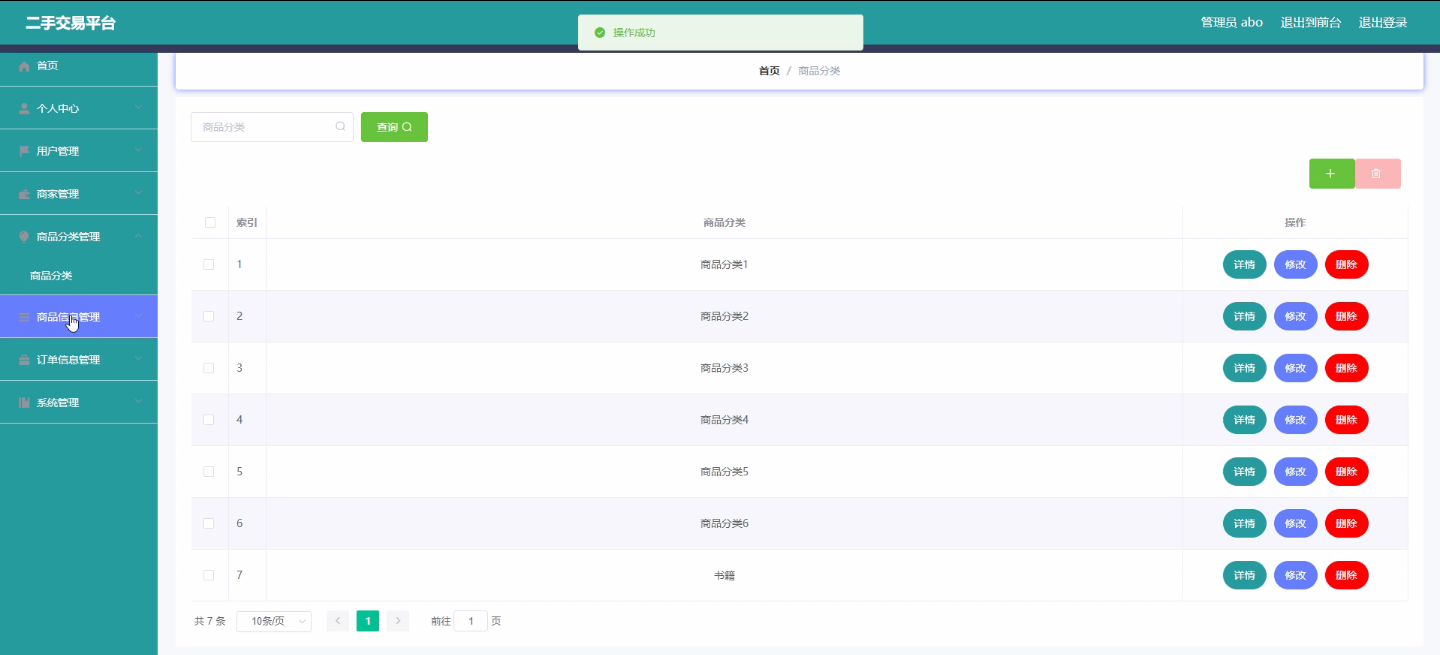 二手交易平台
操作成功
管理员 abo 退出到前台 退出登录
首页
个人中心
用户管理
商家管理
商品分类管理
商品分类
商品信息管理
订单信息管理
系统管理
首页 / 商品分类
商品分类
查询
+
索引 商品分类 操作
1 商品分类1 详情 修改 删除
2 商品分类2 详情 修改 删除
3 商品分类3 详情 修改 删除
4 商品分类4 详情 修改 删除
5 商品分类5 详情 修改 删除
6 商品分类6 详情 修改 删除
7 书籍 详情 修改 删除
共 7 条 10条/页 < 1 > 前往 1 页